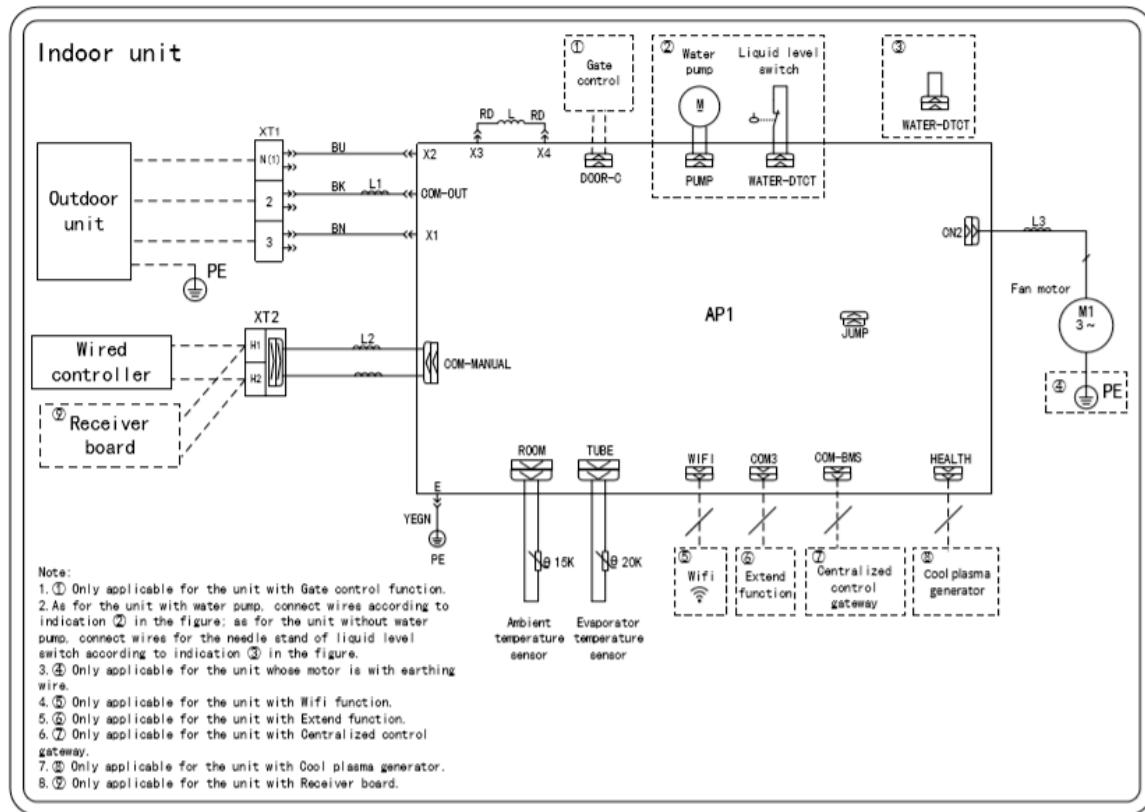 Indoor unit
①
Gate
control
②
Water
pump
Liquid level
switch
③
M
WATER-DTCT
RD
L
RD
XT1
X3
X4
DOOR-C
PUMP
WATER-DTCT
Outdoor
unit
N(1)
BU
X2
2
BK
L1
COM-OUT
3
BN
X1
PE
CN2
L3
Fan motor
M1
3~
AP1
JUMP
④
PE
XT2
Wired
controller
H1
H2
L2
COM-MANUAL
⑨
Receiver
board
ROOM
TUBE
WIFI
COM3
COM-BMS
HEALTH
E
YEGN
PE
θ 15K
θ 20K
Ambient
temperature
sensor
Evaporator
temperature
sensor
⑤
Wifi
⑥
Extend
function
⑦
Centralized
control
gateway
⑧
Cool plasma
generator
Note:
1. ① Only applicable for the unit with Gate control function.
2. As for the unit with water pump, connect wires according to
indication ② in the figure; as for the unit without water
pump, connect wires for the needle stand of liquid level
switch according to indication ③ in the figure.
3. ④ Only applicable for the unit whose motor is with earthing
wire.
4. ⑤ Only applicable for the unit with Wifi function.
5. ⑥ Only applicable for the unit with Extend function.
6. ⑦ Only applicable for the unit with Centralized control
gateway.
7. ⑧ Only applicable for the unit with Cool plasma generator.
8. ⑨ Only applicable for the unit with Receiver board.